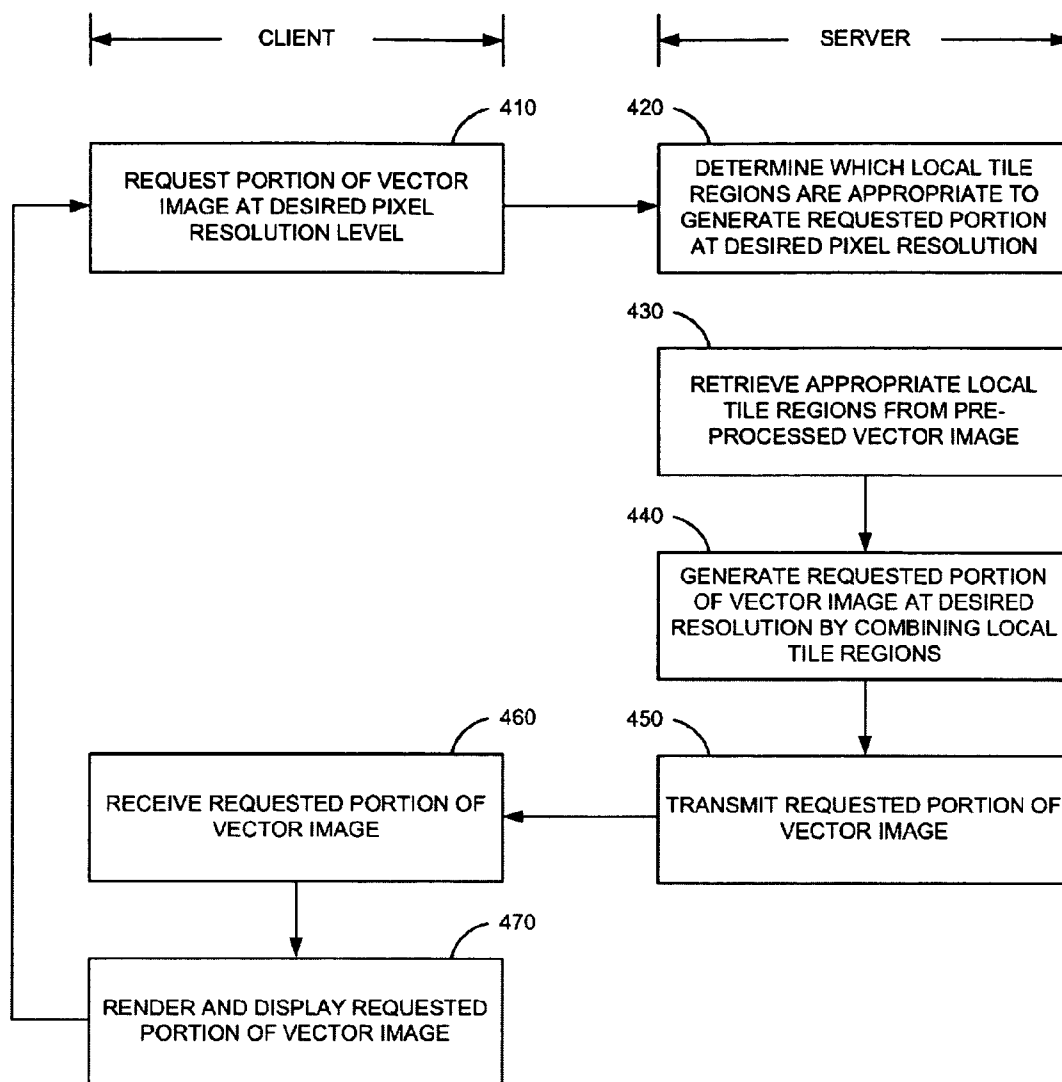 CLIENT
SERVER
410
REQUEST PORTION OF VECTOR
IMAGE AT DESIRED PIXEL
RESOLUTION LEVEL
420
DETERMINE WHICH LOCAL TILE
REGIONS ARE APPROPRIATE TO
GENERATE REQUESTED PORTION
AT DESIRED PIXEL RESOLUTION
430
RETRIEVE APPROPRIATE LOCAL
TILE REGIONS FROM PRE-
PROCESSED VECTOR IMAGE
440
GENERATE REQUESTED PORTION
OF VECTOR IMAGE AT DESIRED
RESOLUTION BY COMBINING LOCAL
TILE REGIONS
450
TRANSMIT REQUESTED PORTION OF
VECTOR IMAGE
460
RECEIVE REQUESTED PORTION OF
VECTOR IMAGE
470
RENDER AND DISPLAY REQUESTED
PORTION OF VECTOR IMAGE